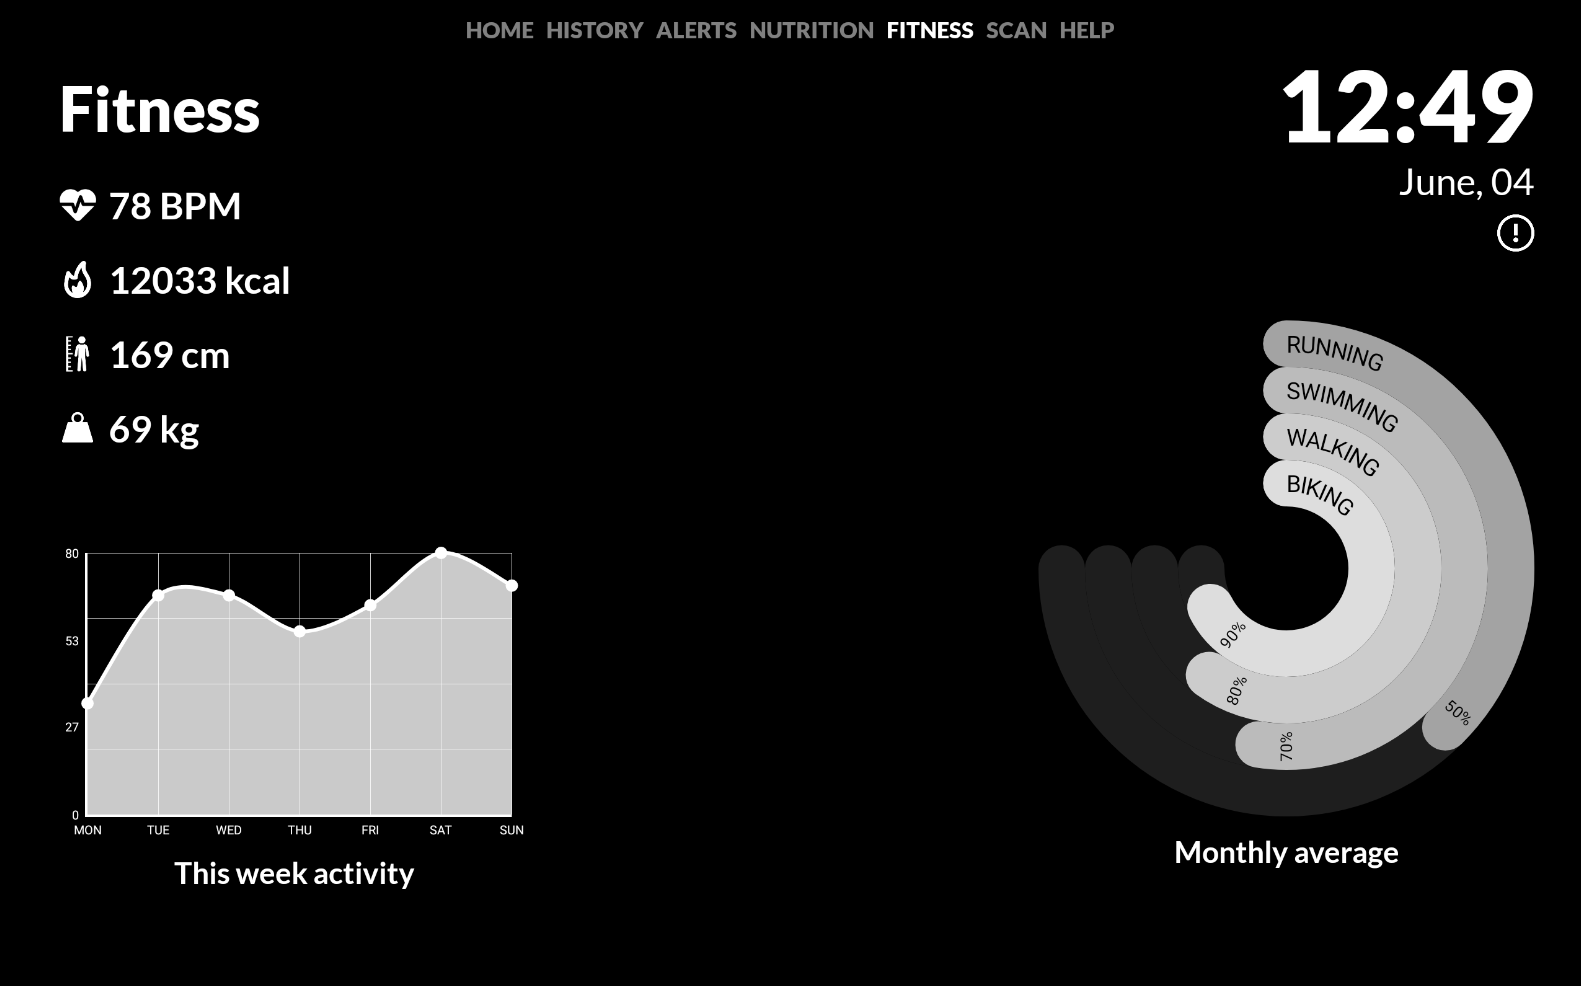 HOME HISTORY ALERTS NUTRITION FITNESS SCAN HELP
Fitness
12:49
June, 04
78 BPM
12033 kcal
169 cm
69 kg
80
53
27
0
MON TUE WED THU FRI SAT SUN
This week activity
RUNNING
SWIMMING
WALKING
BIKING
90%
80%
70%
50%
Monthly average